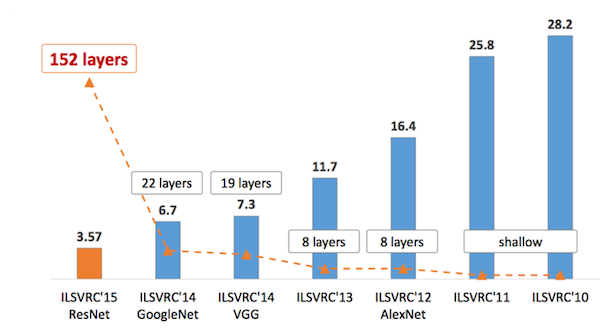 28.2
25.8
152 layers
16.4
11.7
22 layers
19 layers
7.3
6.7
3.57
8 layers
8 layers
shallow
ILSVRC'15
ResNet
ILSVRC'14
GoogleNet
ILSVRC'14
VGG
ILSVRC'13
ILSVRC'12
AlexNet
ILSVRC'11
ILSVRC'10